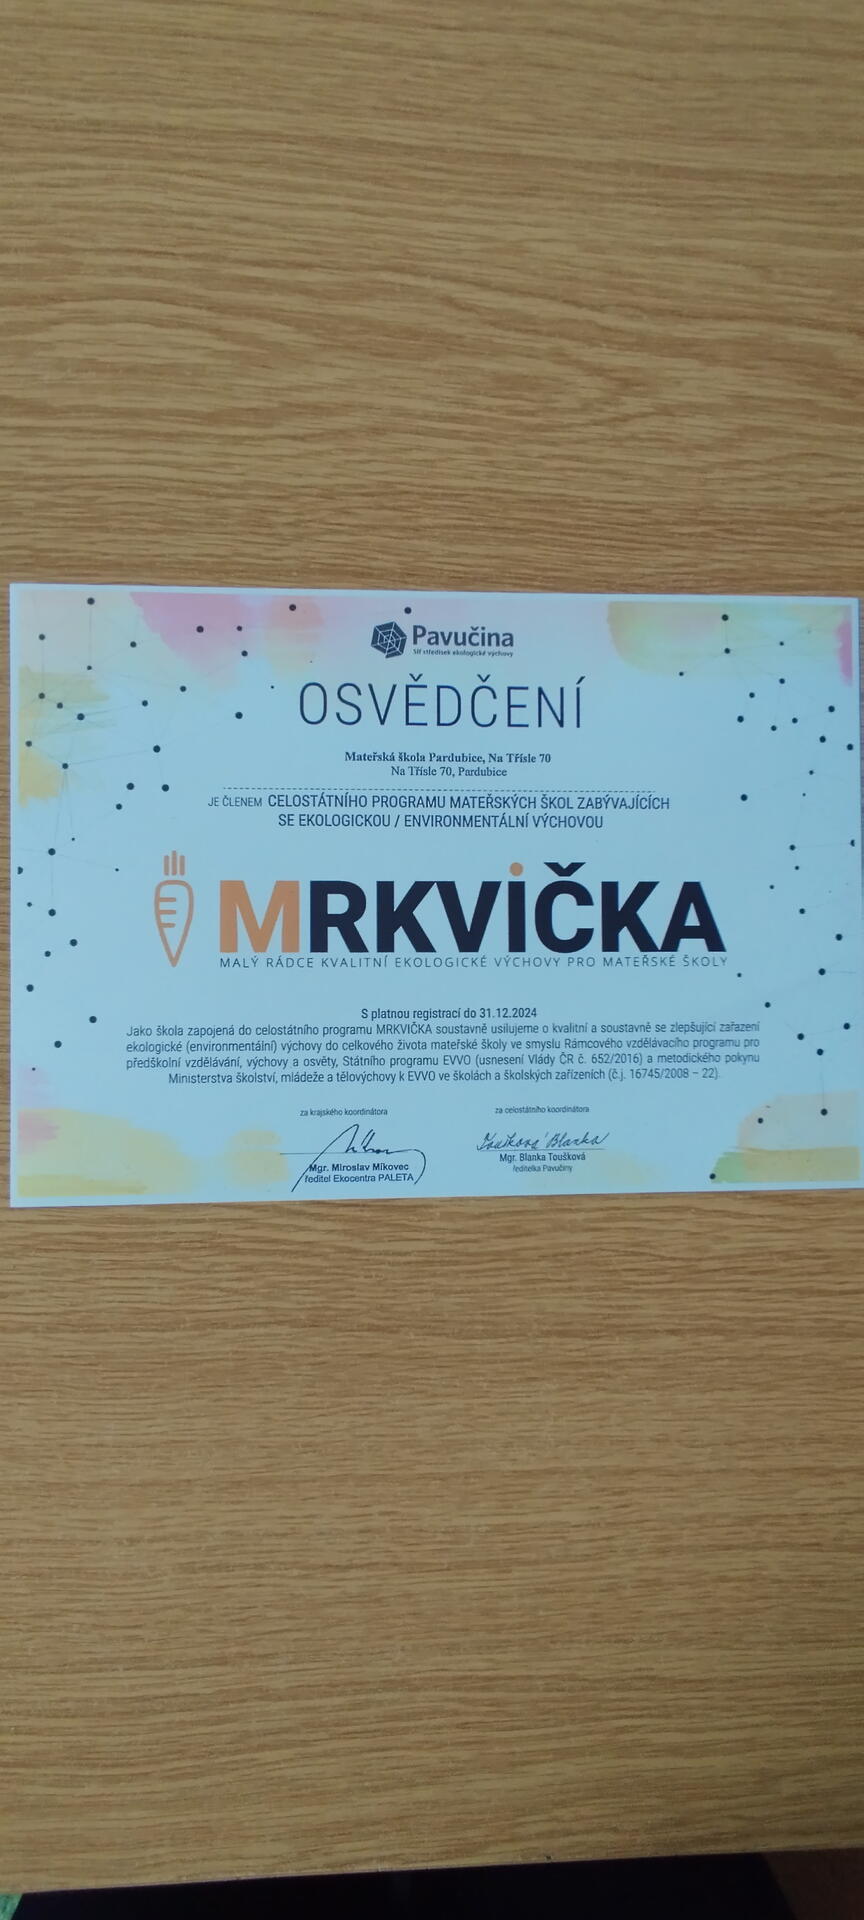 Pavučina
Síť středisek ekologické výchovy
OSVĚDČENÍ
Mateřská škola Pardubice, Na Třísle 70
Na Třísle 70, Pardubice
JE ČLENEM CELOSTÁTNÍHO PROGRAMU MATEŘSKÝCH ŠKOL ZABÝVAJÍCÍCH
SE EKOLOGICKOU / ENVIRONMENTÁLNÍ VÝCHOVOU
MRKVIČKA
MALÝ RÁDCE KVALITNÍ EKOLOGICKÉ VÝCHOVY PRO MATEŘSKÉ ŠKOLY
S platnou registrací do 31.12.2024
Jako škola zapojená do celostátního programu MRKVIČKA soustavně usilujeme o kvalitní a soustavně se zlepšující zařazení
ekologické (environmentální) výchovy do celkového života mateřské školy ve smyslu Rámcového vzdělávacího programu pro
předškolní vzdělávání, výchovy a osvěty, Státního programu EVVO (usnesení Vlády ČR č. 652/2016) a metodického pokynu
Ministerstva školství, mládeže a tělovýchovy k EVVO ve školách a školských zařízeních (č.j. 16745/2008 – 22).
za krajského koordinátora
za celostátního koordinátora
Toušková Blanka
Mgr. Miroslav Míkovec
ředitel Ekocentra PALETA
Mgr. Blanka Toušková
ředitelka Pavučiny